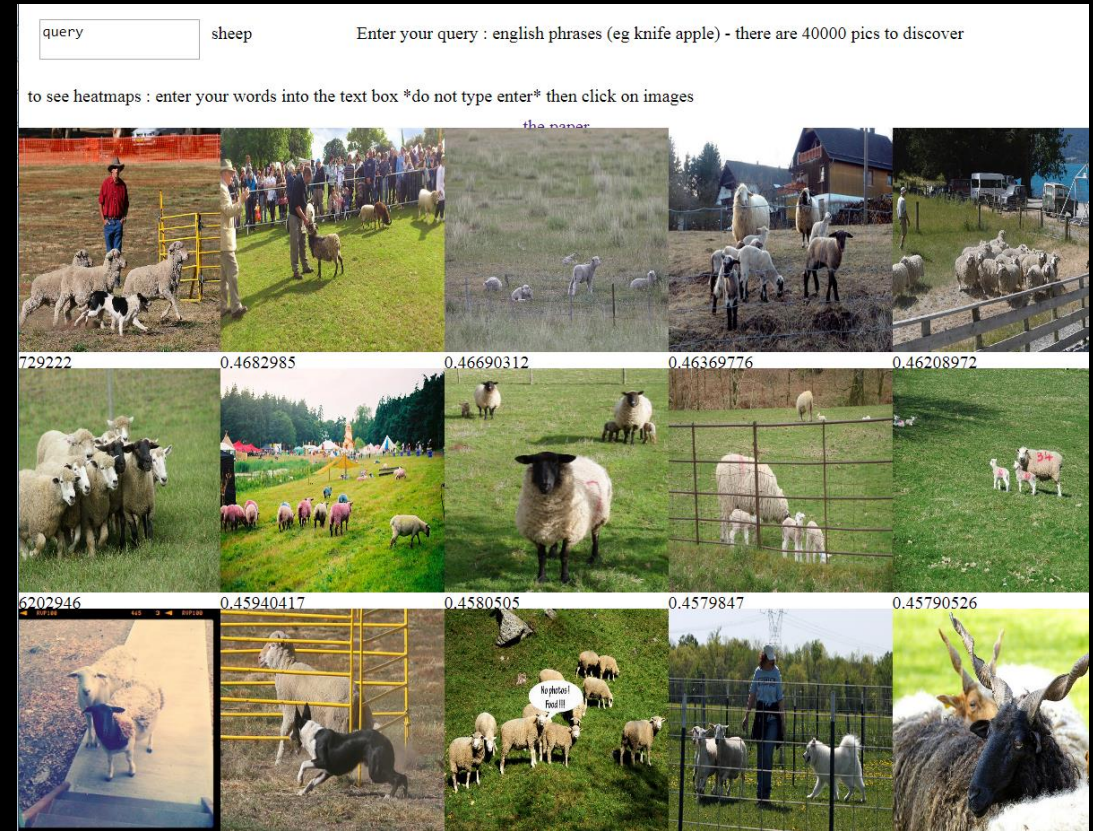 query
sheep
Enter your query : english phrases (eg knife apple) - there are 40000 pics to discover
to see heatmaps : enter your words into the text box *do not type enter* then click on images
the paper
729222
0.4682985
0.46690312
0.46369776
0.46208972
34
6202946
0.45940417
0.4580505
0.4579847
0.45790526
RVP100
RVP100
No photos!
Food !!!!